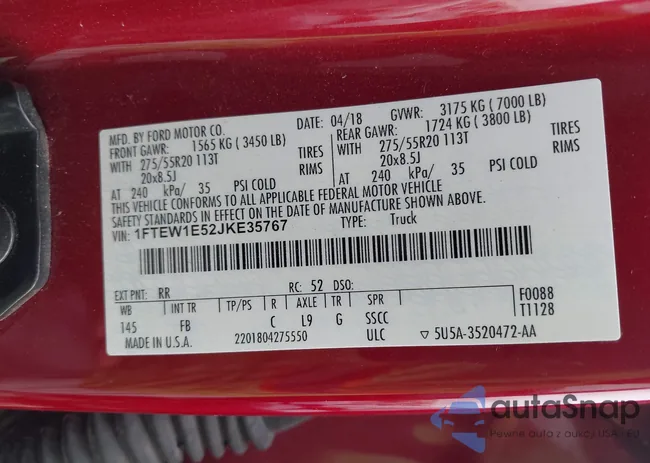 MFD. BY FORD MOTOR CO.
DATE: 04/18 GVWR: 3175 KG ( 7000 LB)
FRONT GAWR: 1565 KG ( 3450 LB)
REAR GAWR: 1724 KG ( 3800 LB)
WITH 275/55R20 113T TIRES
WITH 275/55R20 113T TIRES
20x8.5J RIMS
20x8.5J RIMS
AT 240 kPa/ 35 PSI COLD
AT 240 kPa/ 35 PSI COLD
THIS VEHICLE CONFORMS TO ALL APPLICABLE FEDERAL MOTOR VEHICLE
SAFETY STANDARDS IN EFFECT ON THE DATE OF MANUFACTURE SHOWN ABOVE.
VIN: 1FTEW1E52JKE35767 TYPE: Truck
EXT PNT: RR RC: 52 DSO: F0088
WB INT TR TP/PS R AXLE TR SPR T1128
145 FB C L9 G SSCC
MADE IN U.S.A. 2201804275550 ULC ▽ 5U5A-3520472-AA
autoSnap
Pewne auta z aukcji USA i EU